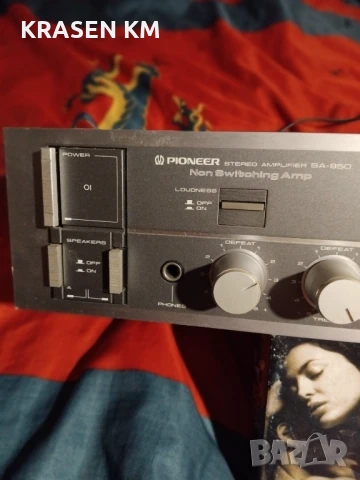 KRASEN KM
POWER
PIONEER STEREO AMPLIFIER SA-950
Non Switching Amp
LOUDNESS
OFF
ON
SPEAKERS
OFF
ON
A
PHONES
DEFEAT
DEFEAT
BAZAR